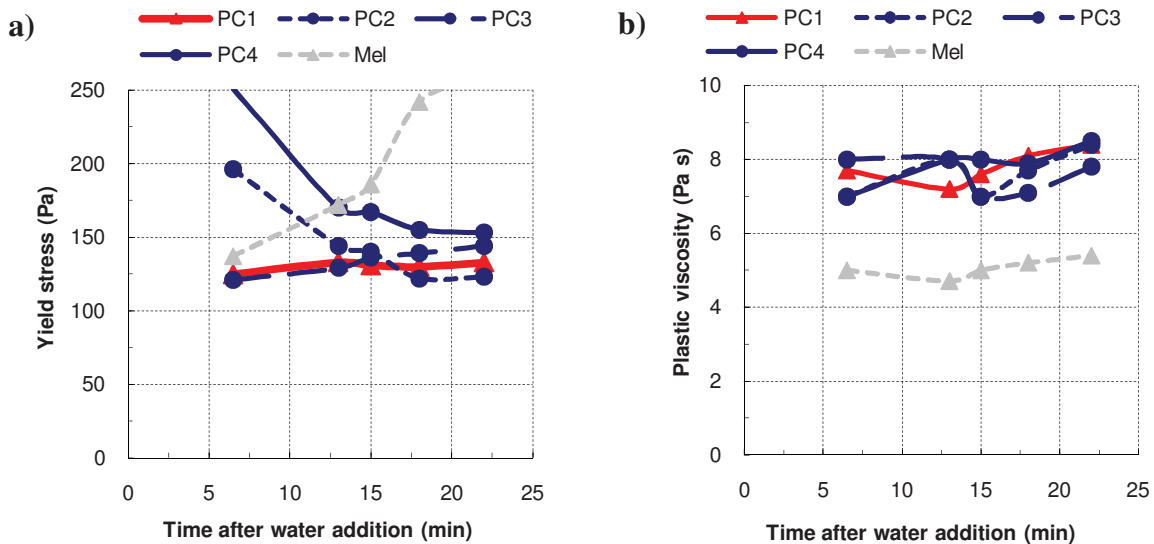 a)
PC1 PC2 PC3
PC4 Mel
Yield stress (Pa)
250
200
150
100
50
0
0 5 10 15 20 25
Time after water addition (min)
b)
PC1 PC2 PC3
PC4 Mel
Plastic viscosity (Pa s)
10
8
6
4
2
0
0 5 10 15 20 25
Time after water addition (min)